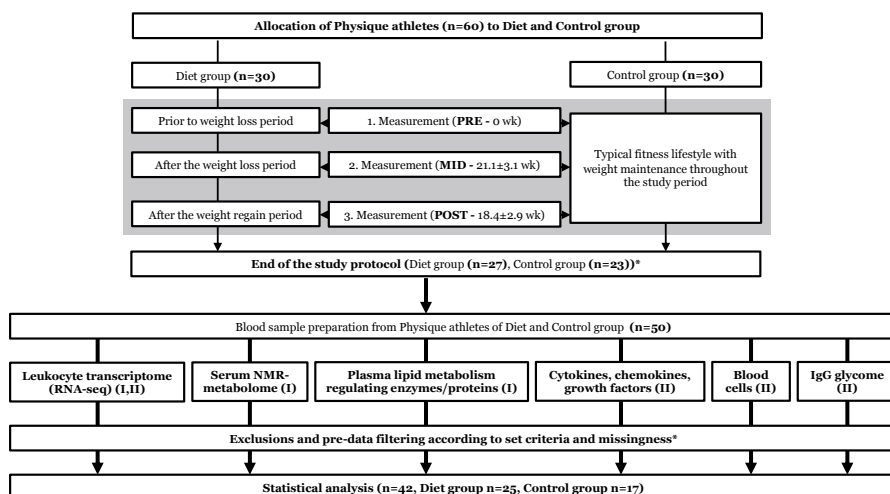 Allocation of Physique athletes (n=60) to Diet and Control group
Diet group (n=30)
Control group (n=30)
Prior to weight loss period
1. Measurement (PRE - 0 wk)
After the weight loss period
2. Measurement (MID - 21.1±3.1 wk)
Typical fitness lifestyle with
weight maintenance throughout
the study period
After the weight regain period
3. Measurement (POST - 18.4±2.9 wk)
End of the study protocol (Diet group (n=27), Control group (n=23))*
Blood sample preparation from Physique athletes of Diet and Control group (n=50)
Leukocyte transcriptome
(RNA-seq) (I,II)
Serum NMR-
metabolome (I)
Plasma lipid metabolism
regulating enzymes/proteins (I)
Cytokines, chemokines,
growth factors (II)
Blood
cells (II)
IgG glycome
(II)
Exclusions and pre-data filtering according to set criteria and missingness*
Statistical analysis (n=42, Diet group n=25, Control group n=17)